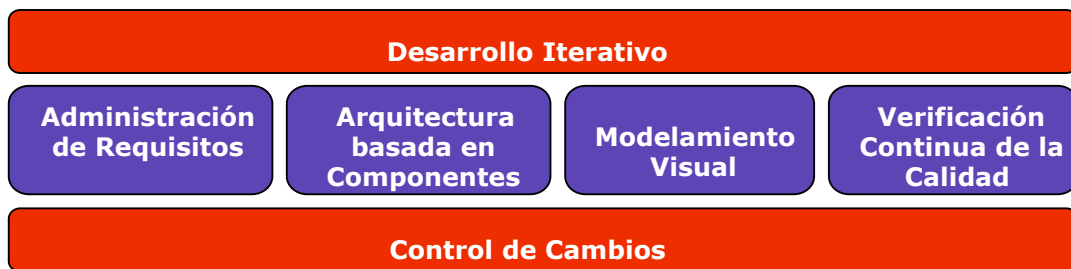 Desarrollo Iterativo
Administración
de Requisitos
Arquitectura
basada en
Componentes
Modelamiento
Visual
Verificación
Continua de la
Calidad
Control de Cambios